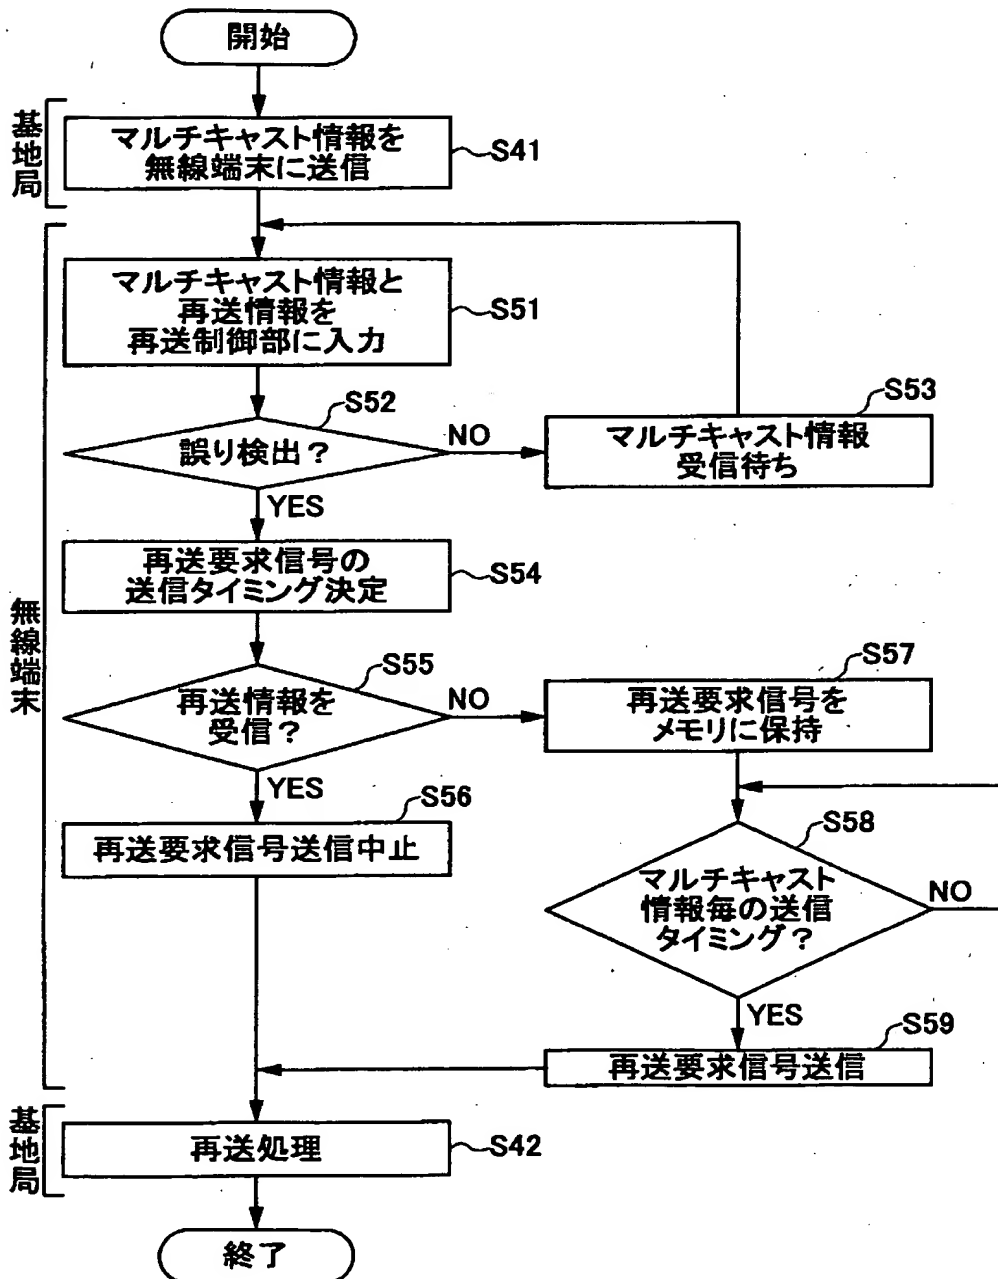 開始
基地局
マルチキャスト情報を
無線端末に送信
S41
無線端末
マルチキャスト情報と
再送情報を
再送制御部に入力
S51
誤り検出？
S52
NO
YES
マルチキャスト情報
受信待ち
S53
再送要求信号の
送信タイミング決定
S54
再送情報を
受信？
S55
NO
YES
再送要求信号を
メモリに保持
S57
再送要求信号送信中止
S56
マルチキャスト
情報毎の送信
タイミング？
S58
NO
YES
再送要求信号送信
S59
基地局
再送処理
S42
終了